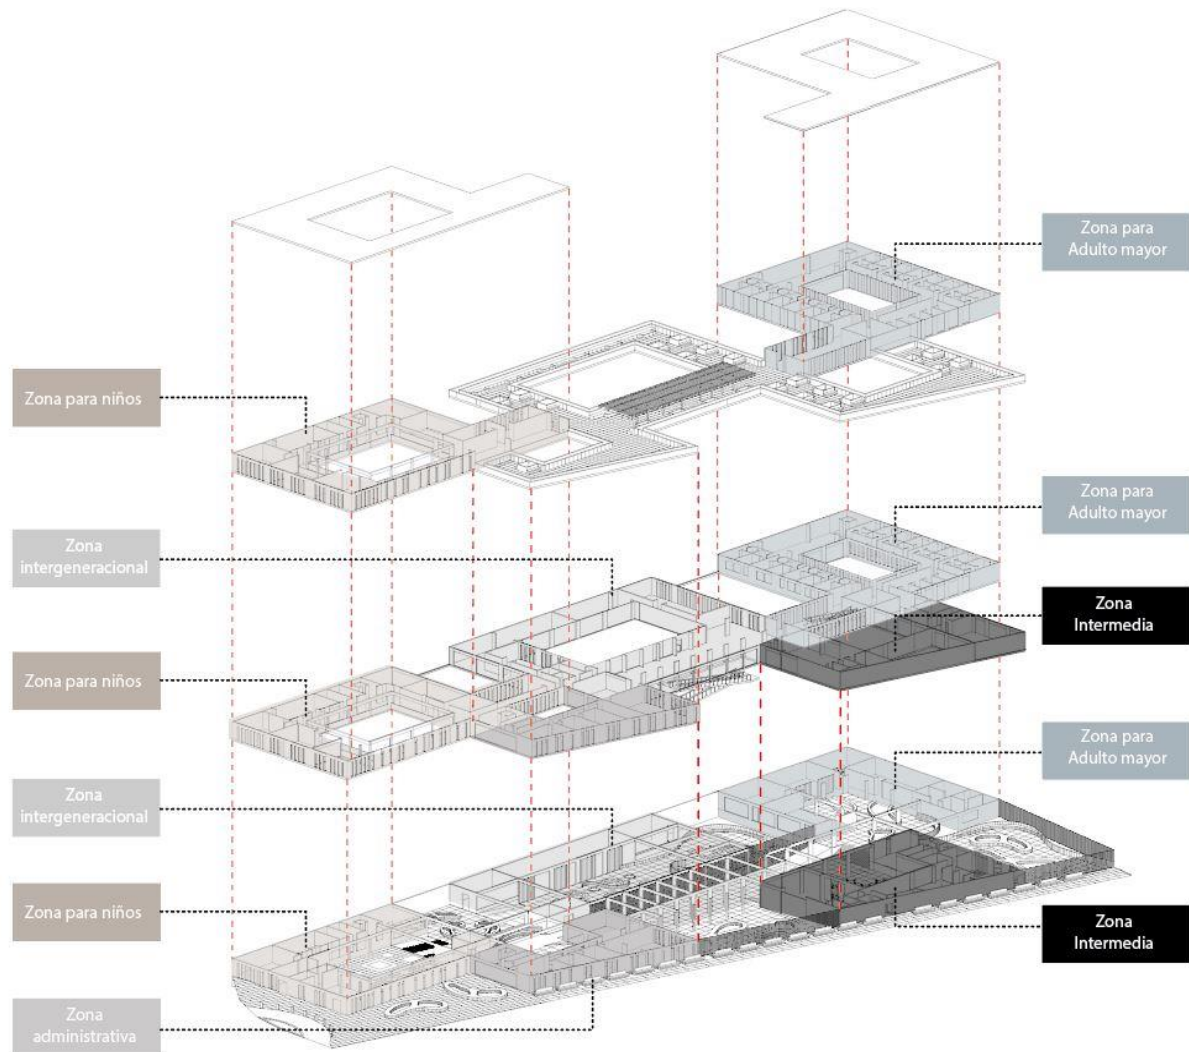 Zona para
Adulto mayor
Zona para niños
Zona para
Adulto mayor
Zona
intergeneracional
Zona
Intermedia
Zona para niños
Zona para
Adulto mayor
Zona
intergeneracional
Zona para niños
Zona
Intermedia
Zona
administrativa